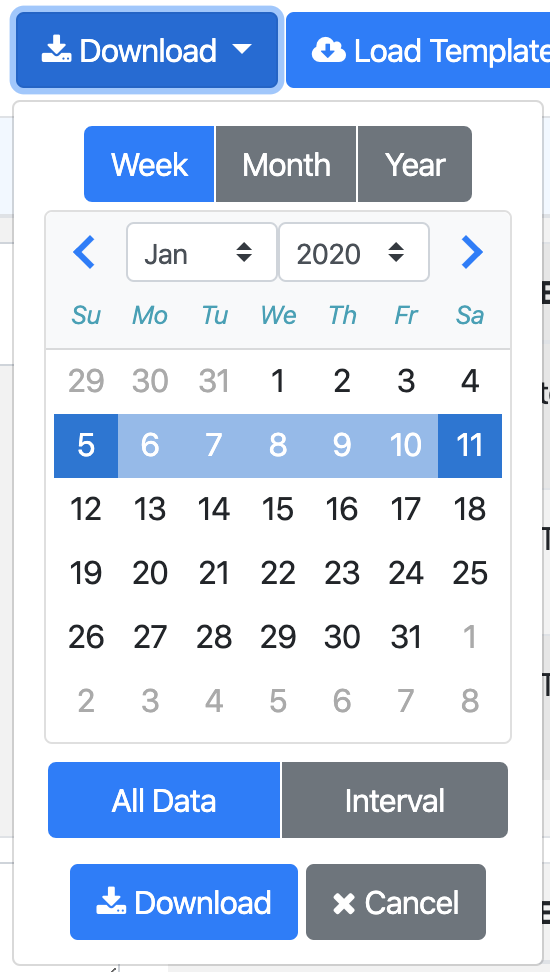 Download Load Template
Week Month Year
Jan 2020
Su Mo Tu We Th Fr Sa
29 30 31 1 2 3 4
5 6 7 8 9 10 11
12 13 14 15 16 17 18
19 20 21 22 23 24 25
26 27 28 29 30 31 1
2 3 4 5 6 7 8
All Data Interval
Download Cancel